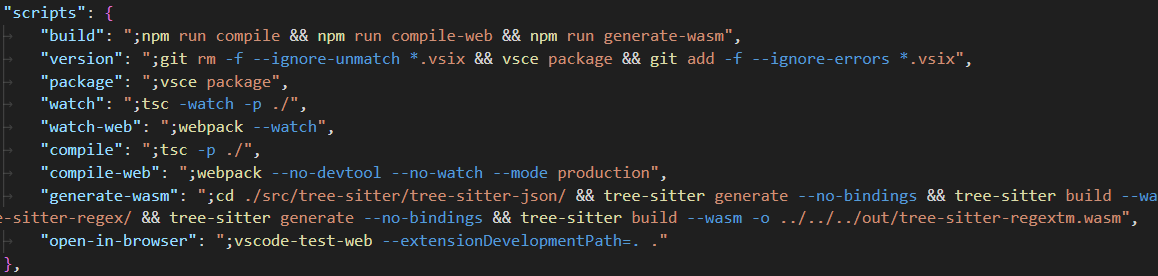 "scripts": {
"build": ";npm run compile && npm run compile-web && npm run generate-wasm",
"version": ";git rm -f --ignore-unmatch *.vsix && vsce package && git add -f --ignore-errors *.vsix",
"package": ";vsce package",
"watch": ";tsc -watch -p ./",
"watch-web": ";webpack --watch",
"compile": ";tsc -p ./",
"compile-web": ";webpack --no-devtool --no-watch --mode production",
"generate-wasm": ";cd ./src/tree-sitter/tree-sitter-json/ && tree-sitter generate --no-bindings && tree-sitter build --wa
e-sitter-regex/ && tree-sitter generate --no-bindings && tree-sitter build --wasm -o ../../../out/tree-sitter-regextm.wasm",
"open-in-browser": ";vscode-test-web --extensionDevelopmentPath=. ."
},